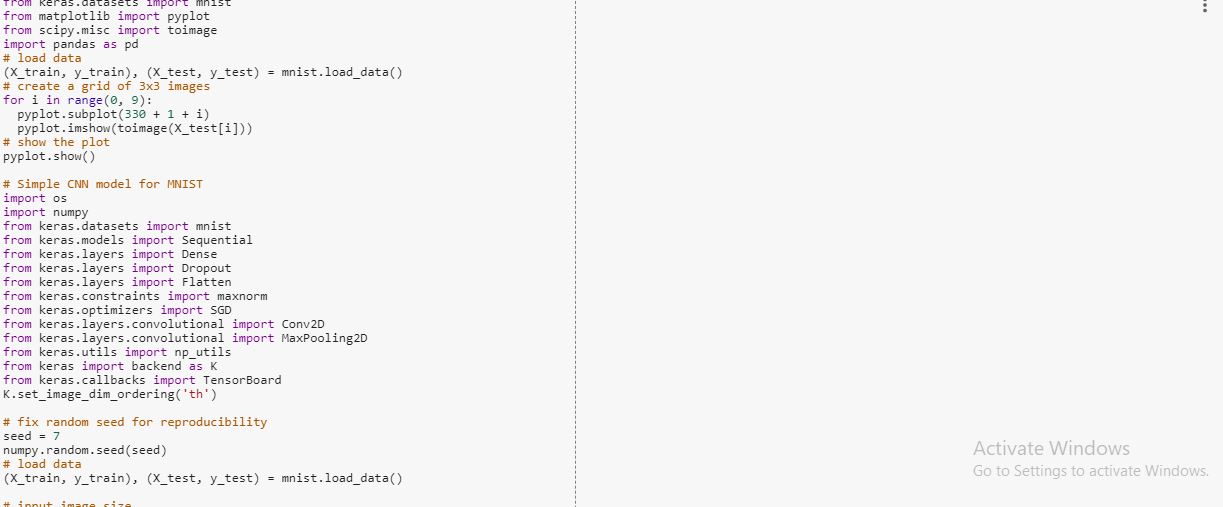 from keras.datasets import mnist
from matplotlib import pyplot
from scipy.misc import toimage
import pandas as pd
# load data
(X_train, y_train), (X_test, y_test) = mnist.load_data()
# create a grid of 3x3 images
for i in range(0, 9):
  pyplot.subplot(330 + 1 + i)
  pyplot.imshow(toimage(X_test[i]))
# show the plot
pyplot.show()

# Simple CNN model for MNIST
import os
import numpy
from keras.datasets import mnist
from keras.models import Sequential
from keras.layers import Dense
from keras.layers import Dropout
from keras.layers import Flatten
from keras.constraints import maxnorm
from keras.optimizers import SGD
from keras.layers.convolutional import Conv2D
from keras.layers.convolutional import MaxPooling2D
from keras.utils import np_utils
from keras import backend as K
from keras.callbacks import TensorBoard
K.set_image_dim_ordering('th')

# fix random seed for reproducibility
seed = 7
numpy.random.seed(seed)
# load data
(X_train, y_train), (X_test, y_test) = mnist.load_data()

# input image size
Activate Windows
Go to Settings to activate Windows.